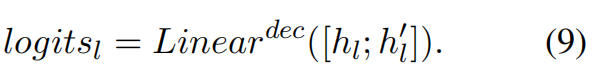 logits_l = Linear^{dec}([h_l; h'_l]). (9)